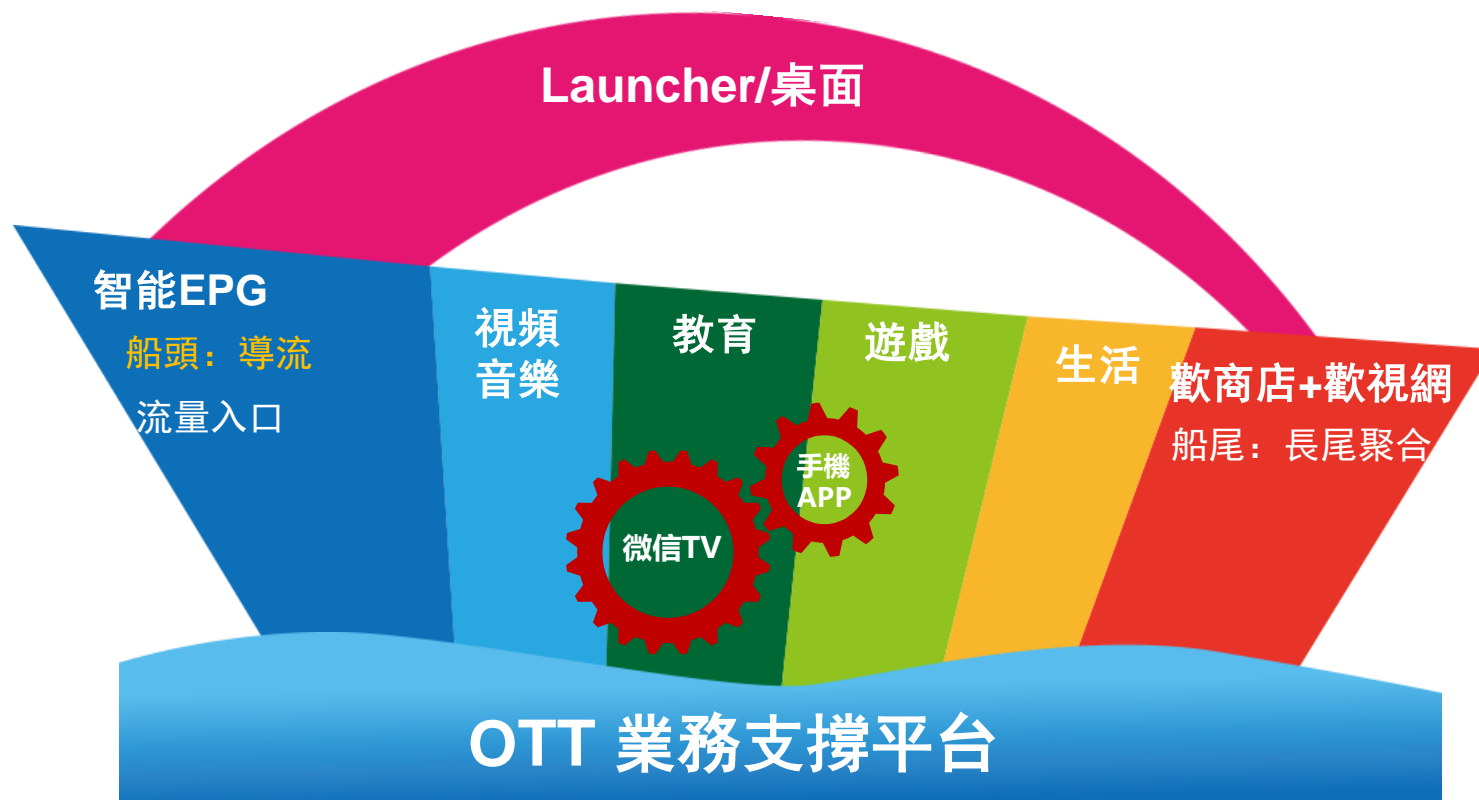 Launcher/桌面
智能EPG
船頭：導流
流量入口
視頻
音樂
教育
遊戲
生活
歡商店+歡視網
船尾：長尾聚合
手機
APP
微信TV
OTT 業務支撐平台